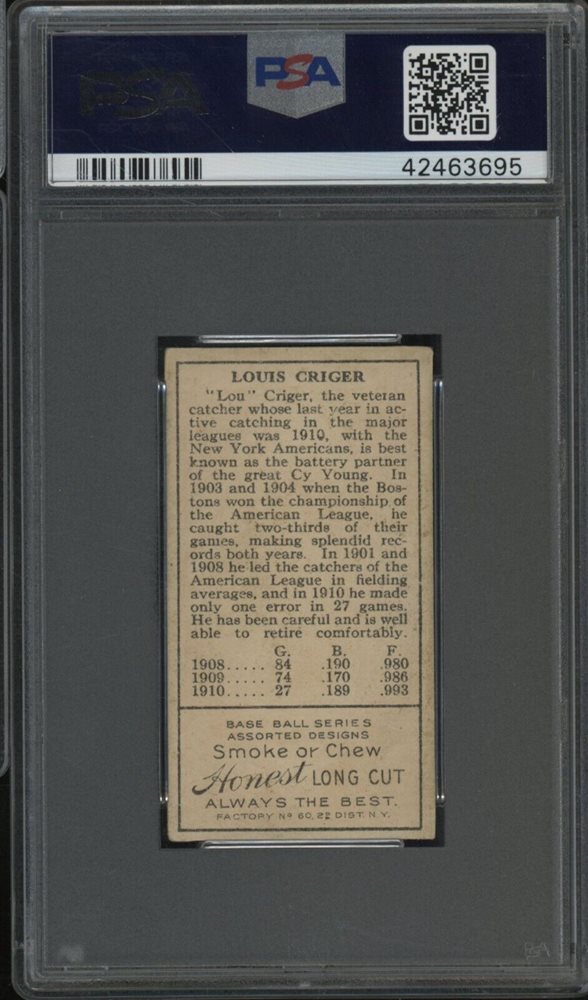 PSA
PSA
42463695
LOUIS CRIGER
"Lou" Criger, the veteran
catcher whose last year in ac-
tive catching in the major
leagues was 1910, with the
New York Americans, is best
known as the battery partner
of the great Cy Young. In
1903 and 1904 when the Bos-
tons won the championship of
the American League, he
caught two-thirds of their
games, making splendid rec-
ords both years. In 1901 and
1908 he led the catchers of the
American League in fielding
averages, and in 1910 he made
only one error in 27 games.
He has been careful and is well
able to retire comfortably.
G. B. F.
1908..... 84 .190 .980
1909..... 74 .170 .986
1910..... 27 .189 .993
BASE BALL SERIES
ASSORTED DESIGNS
Smoke or Chew
Honest LONG CUT
ALWAYS THE BEST.
FACTORY Nº 60, 22 DIST. N.Y.
PSA